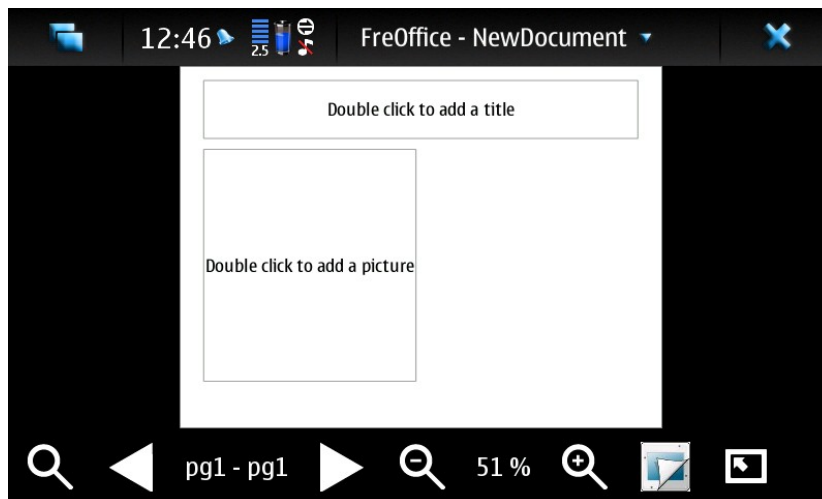 12:46
2.5
FreOffice - NewDocument
Double click to add a title
Double click to add a picture
pg1 - pg1
51 %